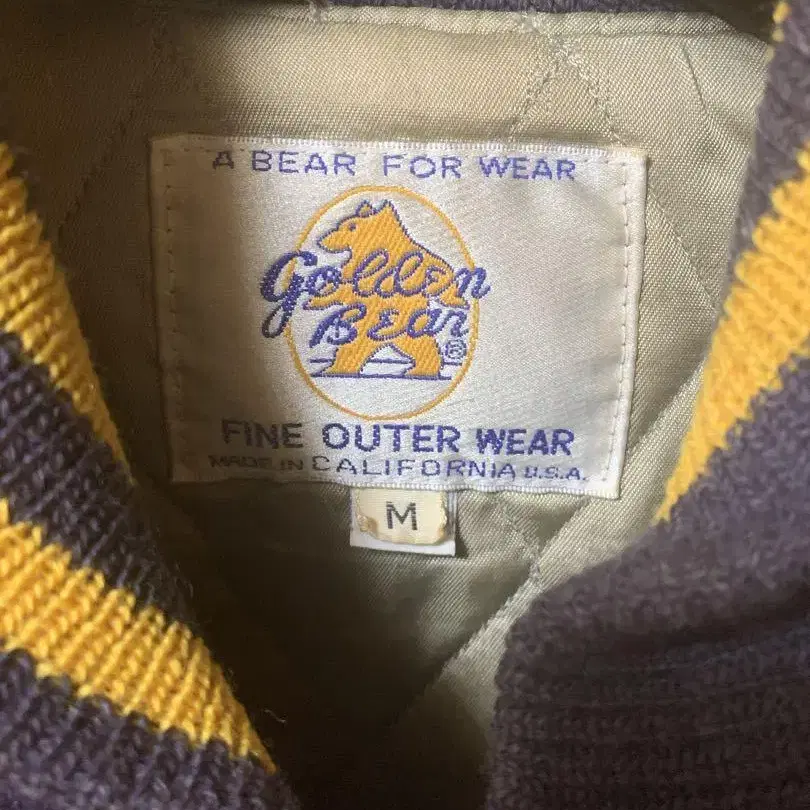 A BEAR FOR WEAR
Golden
Bear
®
FINE OUTER WEAR
MADE IN CALIFORNIA U.S.A.
M